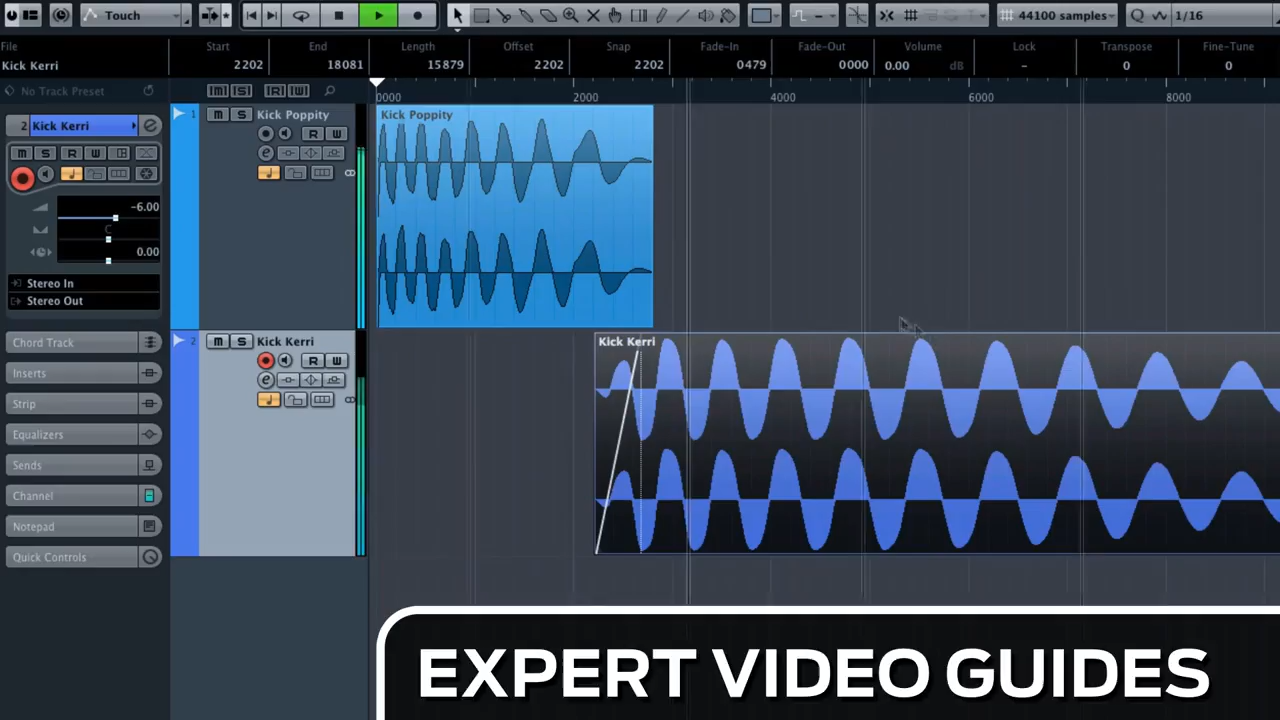 Touch
44100 samples
Q 1/16
File Start End Length Offset Snap Fade-In Fade-Out Volume Lock Transpose Fine-Tune
Kick Kerri 2202 18081 15879 2202 2202 0479 0000 0.00 dB – 0 0
No Track Preset
M S R W
0000 2000 4000 6000 8000
2 Kick Kerri
M S R W
-6.00
C
0.00
Stereo In
Stereo Out
Chord Track
Inserts
Strip
Equalizers
Sends
Channel
Notepad
Quick Controls
1 M S Kick Poppity
R W
e
Kick Poppity
2 M S Kick Kerri
R W
e
Kick Kerri
EXPERT VIDEO GUIDES